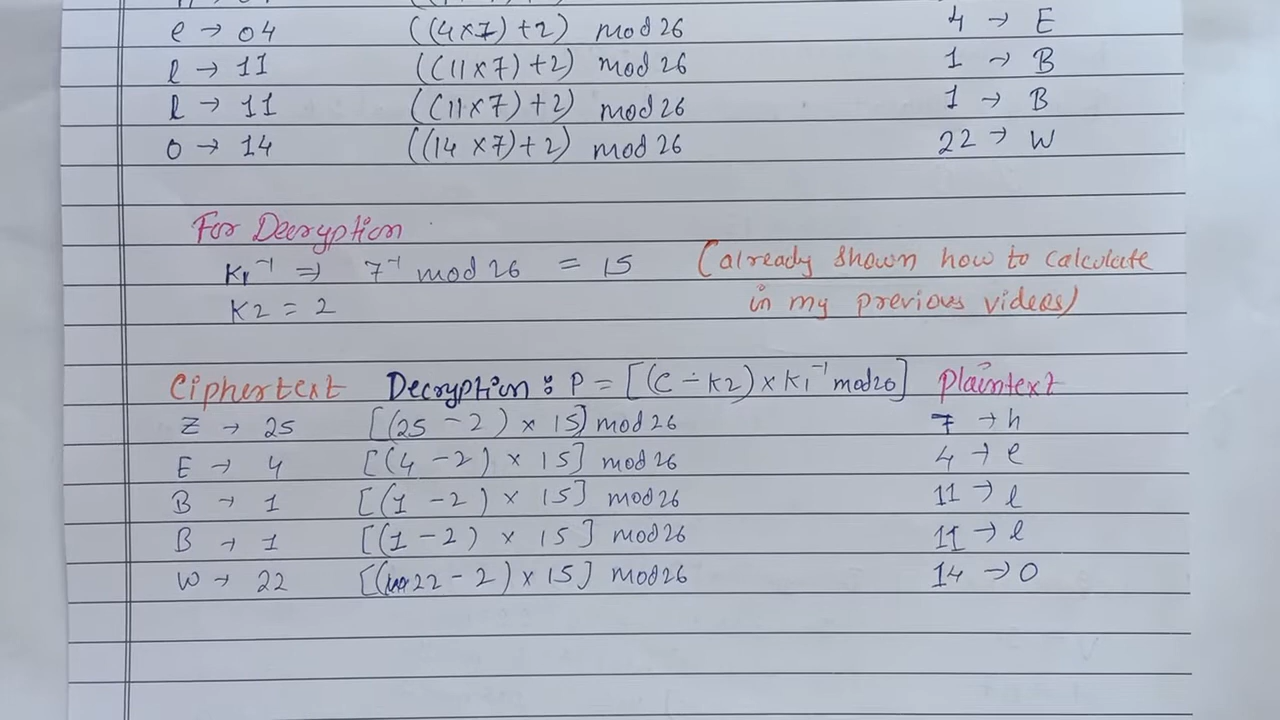 e → 04 ((4×7)+2) mod 26 4 → E
l → 11 ((11×7)+2) mod 26 1 → B
l → 11 ((11×7)+2) mod 26 1 → B
o → 14 ((14×7)+2) mod 26 22 → W
For Decryption
K1⁻¹ ⇒ 7⁻¹ mod 26 = 15 (already shown how to calculate
K2 = 2 in my previous videos)
Ciphertext Decryption : P = [(C - K2) × K1⁻¹ mod 26] Plaintext
Z → 25 [(25 - 2) × 15] mod 26 7 → h
E → 4 [(4 - 2) × 15] mod 26 4 → e
B → 1 [(1 - 2) × 15] mod 26 11 → l
B → 1 [(1 - 2) × 15] mod 26 11 → l
W → 22 [(22 - 2) × 15] mod 26 14 → O